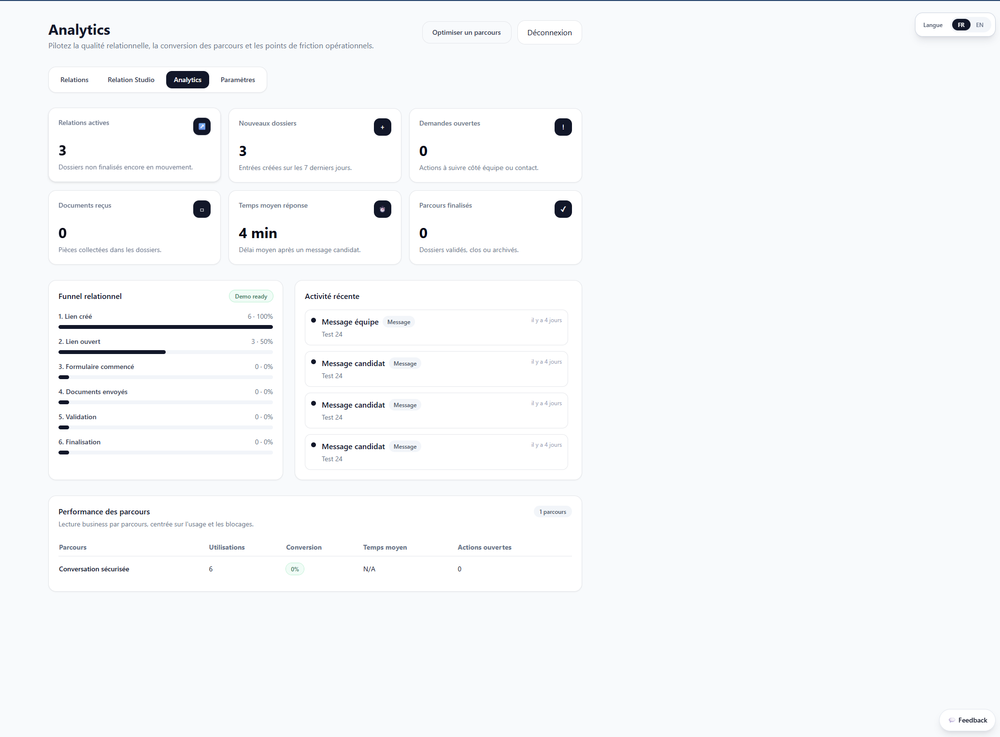 Analytics
Pilotez la qualité relationnelle, la conversion des parcours et les points de friction opérationnels.
Optimiser un parcours
Déconnexion
Langue FR EN
Relations Relation Studio Analytics Paramètres
Relations actives
3
Dossiers non finalisés encore en mouvement.
Nouveaux dossiers
+
3
Entrées créées sur les 7 derniers jours.
Demandes ouvertes
!
0
Actions à suivre côté équipe ou contact.
Documents reçus
0
Pièces collectées dans les dossiers.
Temps moyen réponse
4 min
Délai moyen après un message candidat.
Parcours finalisés
✓
0
Dossiers validés, clos ou archivés.
Funnel relationnel
Demo ready
1. Lien créé 6 · 100%
2. Lien ouvert 3 · 50%
3. Formulaire commencé 0 · 0%
4. Documents envoyés 0 · 0%
5. Validation 0 · 0%
6. Finalisation 0 · 0%
Activité récente
Message équipe Message il y a 4 jours
Test 24
Message candidat Message il y a 4 jours
Test 24
Message candidat Message il y a 4 jours
Test 24
Message candidat Message il y a 4 jours
Test 24
Performance des parcours
1 parcours
Lecture business par parcours, centrée sur l'usage et les blocages.
Parcours Utilisations Conversion Temps moyen Actions ouvertes
Conversation sécurisée 6 0% N/A 0
Feedback